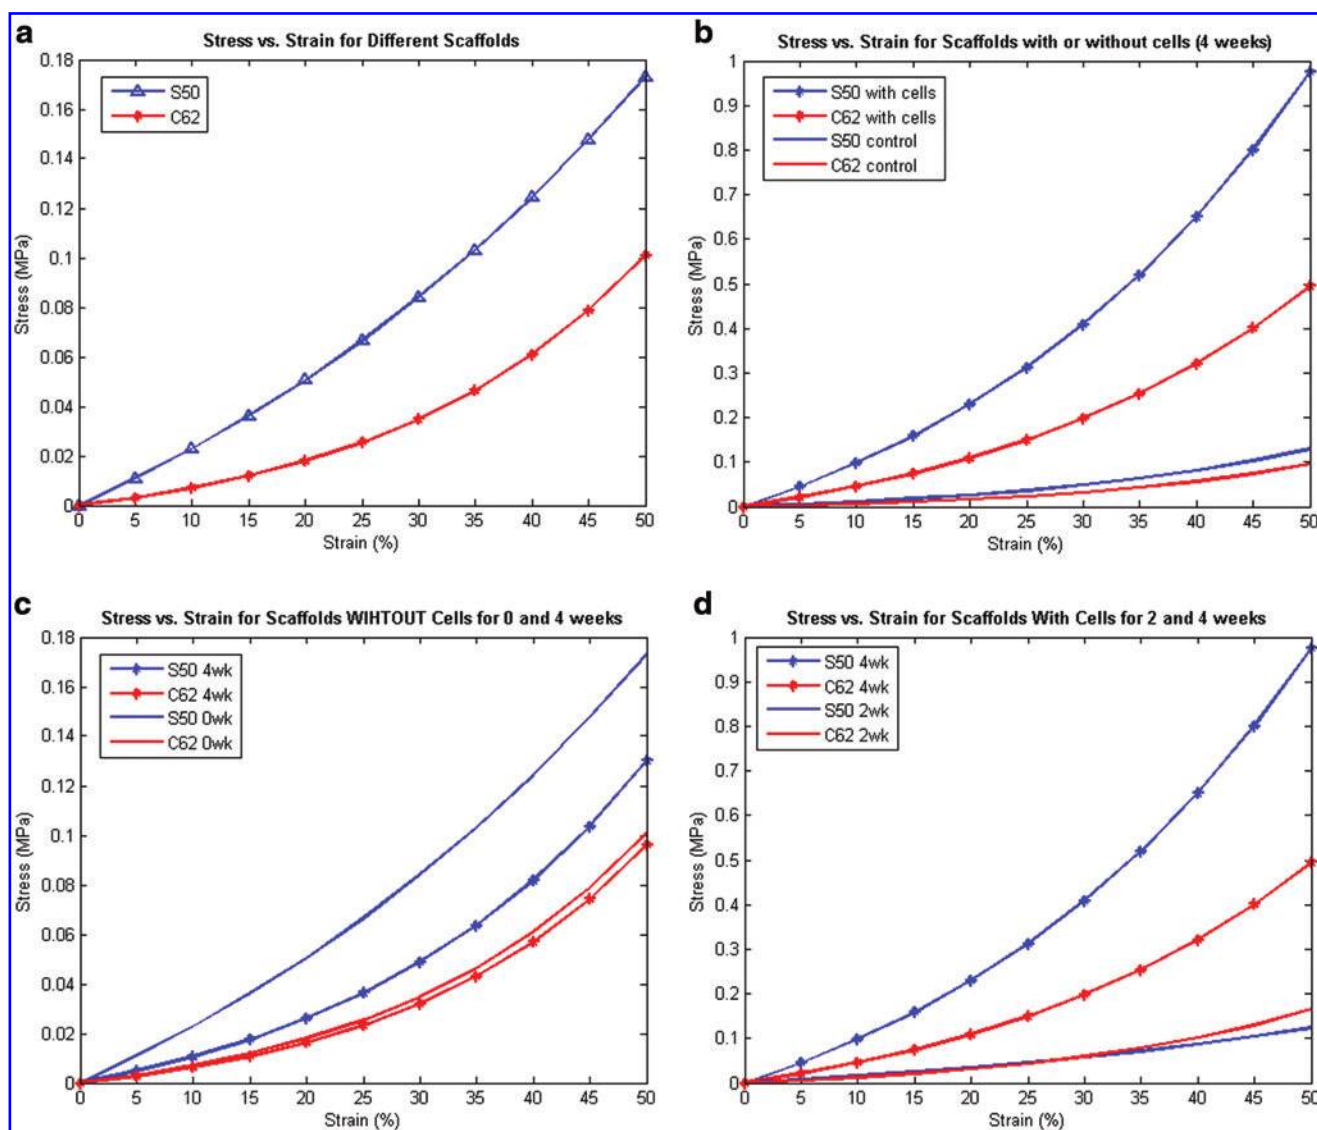 a
Stress vs. Strain for Different Scaffolds
0.18
0.16
0.14
0.12
0.1
0.08
0.06
0.04
0.02
0
Stress (MPa)
S50
C62
0 5 10 15 20 25 30 35 40 45 50
Strain (%)
b
Stress vs. Strain for Scaffolds with or without cells (4 weeks)
1
0.9
0.8
0.7
0.6
0.5
0.4
0.3
0.2
0.1
0
Stress (MPa)
S50 with cells
C62 with cells
S50 control
C62 control
0 5 10 15 20 25 30 35 40 45 50
Strain (%)
c
Stress vs. Strain for Scaffolds WIHTOUT Cells for 0 and 4 weeks
0.18
0.16
0.14
0.12
0.1
0.08
0.06
0.04
0.02
0
Stress (MPa)
S50 4wk
C62 4wk
S50 0wk
C62 0wk
0 5 10 15 20 25 30 35 40 45 50
Strain (%)
d
Stress vs. Strain for Scaffolds With Cells for 2 and 4 weeks
1
0.9
0.8
0.7
0.6
0.5
0.4
0.3
0.2
0.1
0
Stress (MPa)
S50 4wk
C62 4wk
S50 2wk
C62 2wk
0 5 10 15 20 25 30 35 40 45 50
Strain (%)